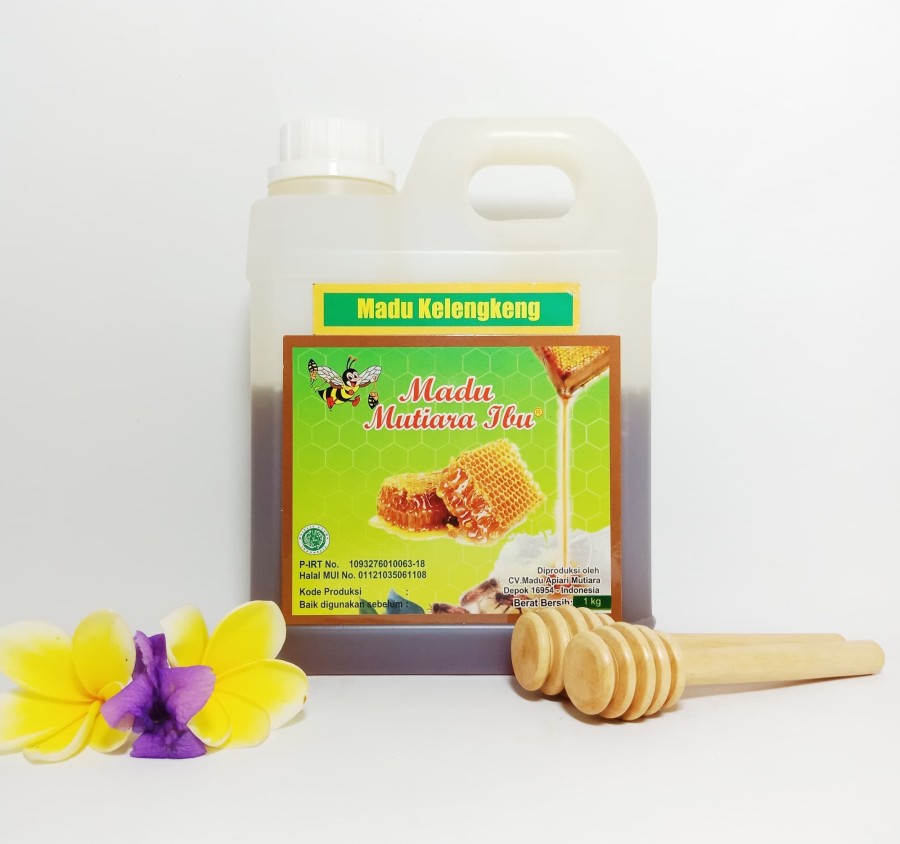 Madu Kelengkeng
Madu
Mutiara Ibu®
P-IRT No. 1093276010063-18
Halal MUI No. 01121035061108
Kode Produksi :
Baik digunakan sebelum :
Diproduksi oleh
CV.Madu Apiari Mutiara
Depok 16954 - Indonesia
Berat Bersih: 1 kg